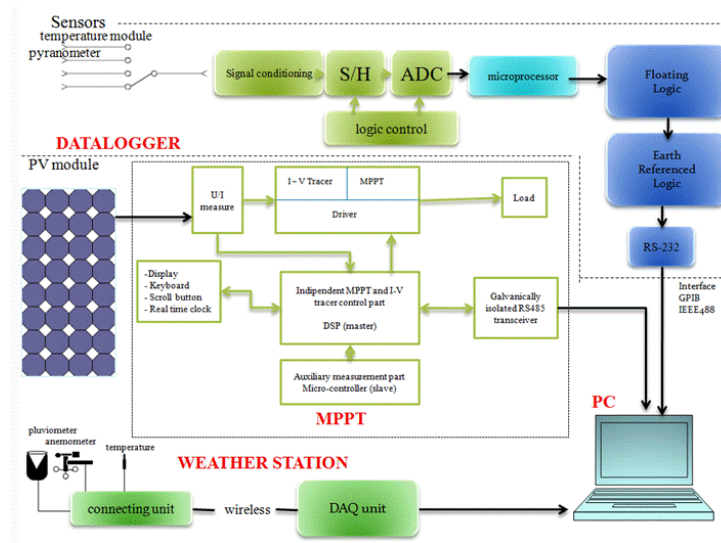 Sensors
temperature module
pyranometer
Signal conditioning
S/H
ADC
microprocessor
Floating
Logic
logic control
DATALOGGER
Earth
Referenced
Logic
RS-232
Interface
GPIB
IEEE488
PV module
U/I
measure
I–V Tracer
MPPT
Driver
Load
-Display
-Keyboard
-Scroll button
-Real time clock
Indipendent MPPT and I-V
tracer control part
DSP (master)
Galvanically
isolated RS485
transceiver
Auxiliary measurement part
Micro-controller (slave)
MPPT
PC
pluviometer
anemometer
temperature
WEATHER STATION
connecting unit
wireless
DAQ unit